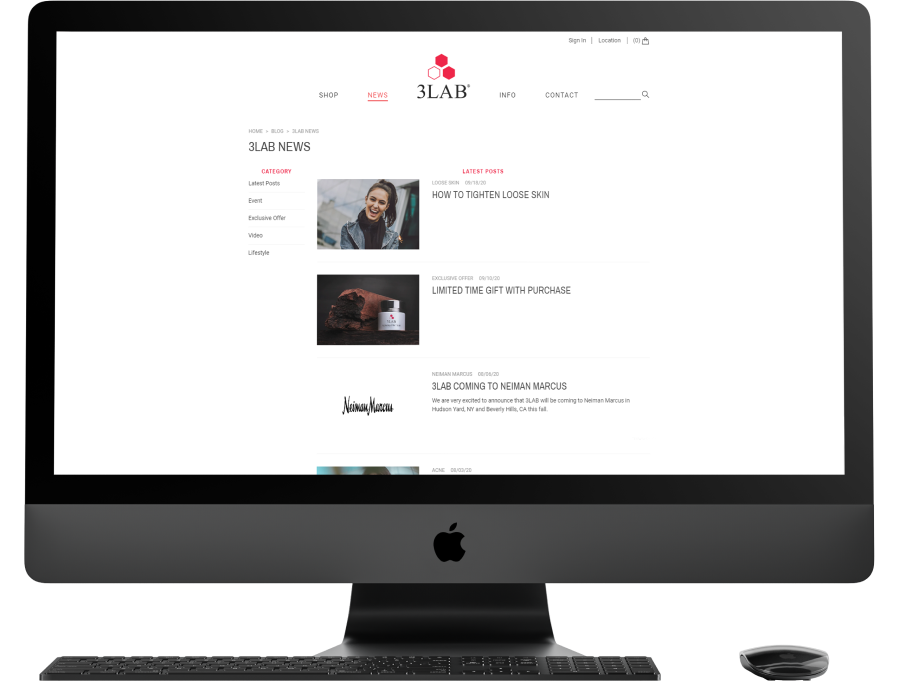 Sign In | Location | (0)
SHOP NEWS 3LAB® INFO CONTACT
HOME > BLOG > 3LAB NEWS
3LAB NEWS
CATEGORY
Latest Posts
Event
Exclusive Offer
Video
Lifestyle
LATEST POSTS
LOOSE SKIN 09/10/20
HOW TO TIGHTEN LOOSE SKIN
EXCLUSIVE OFFER 09/10/20
LIMITED TIME GIFT WITH PURCHASE
3LAB
NEIMAN MARCUS 09/06/20
3LAB COMING TO NEIMAN MARCUS
We are very excited to announce that 3LAB will be coming to Neiman Marcus in
Hudson Yard, NY and Beverly Hills, CA this fall.
Neiman Marcus
ACNE 09/03/20